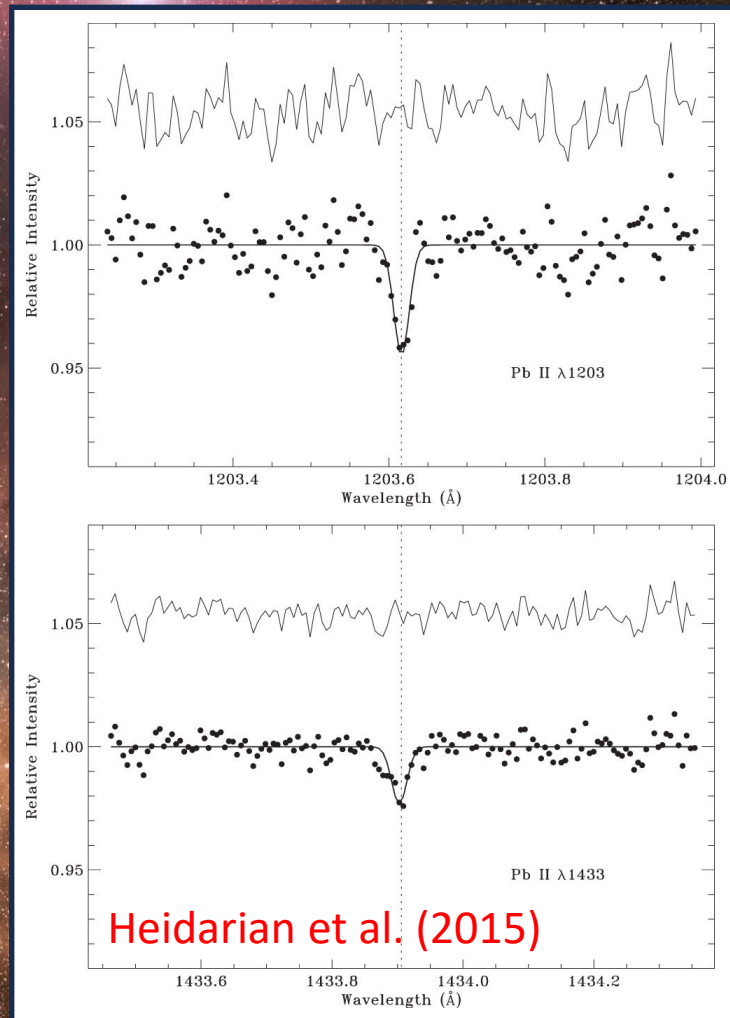 1.05
1.00
0.95
Relative Intensity
Pb II λ1203
1203.4
1203.6
1203.8
1204.0
Wavelength (Å)
1.05
1.00
0.95
Relative Intensity
Pb II λ1433
Heidarian et al. (2015)
1433.6
1433.8
1434.0
1434.2
Wavelength (Å)